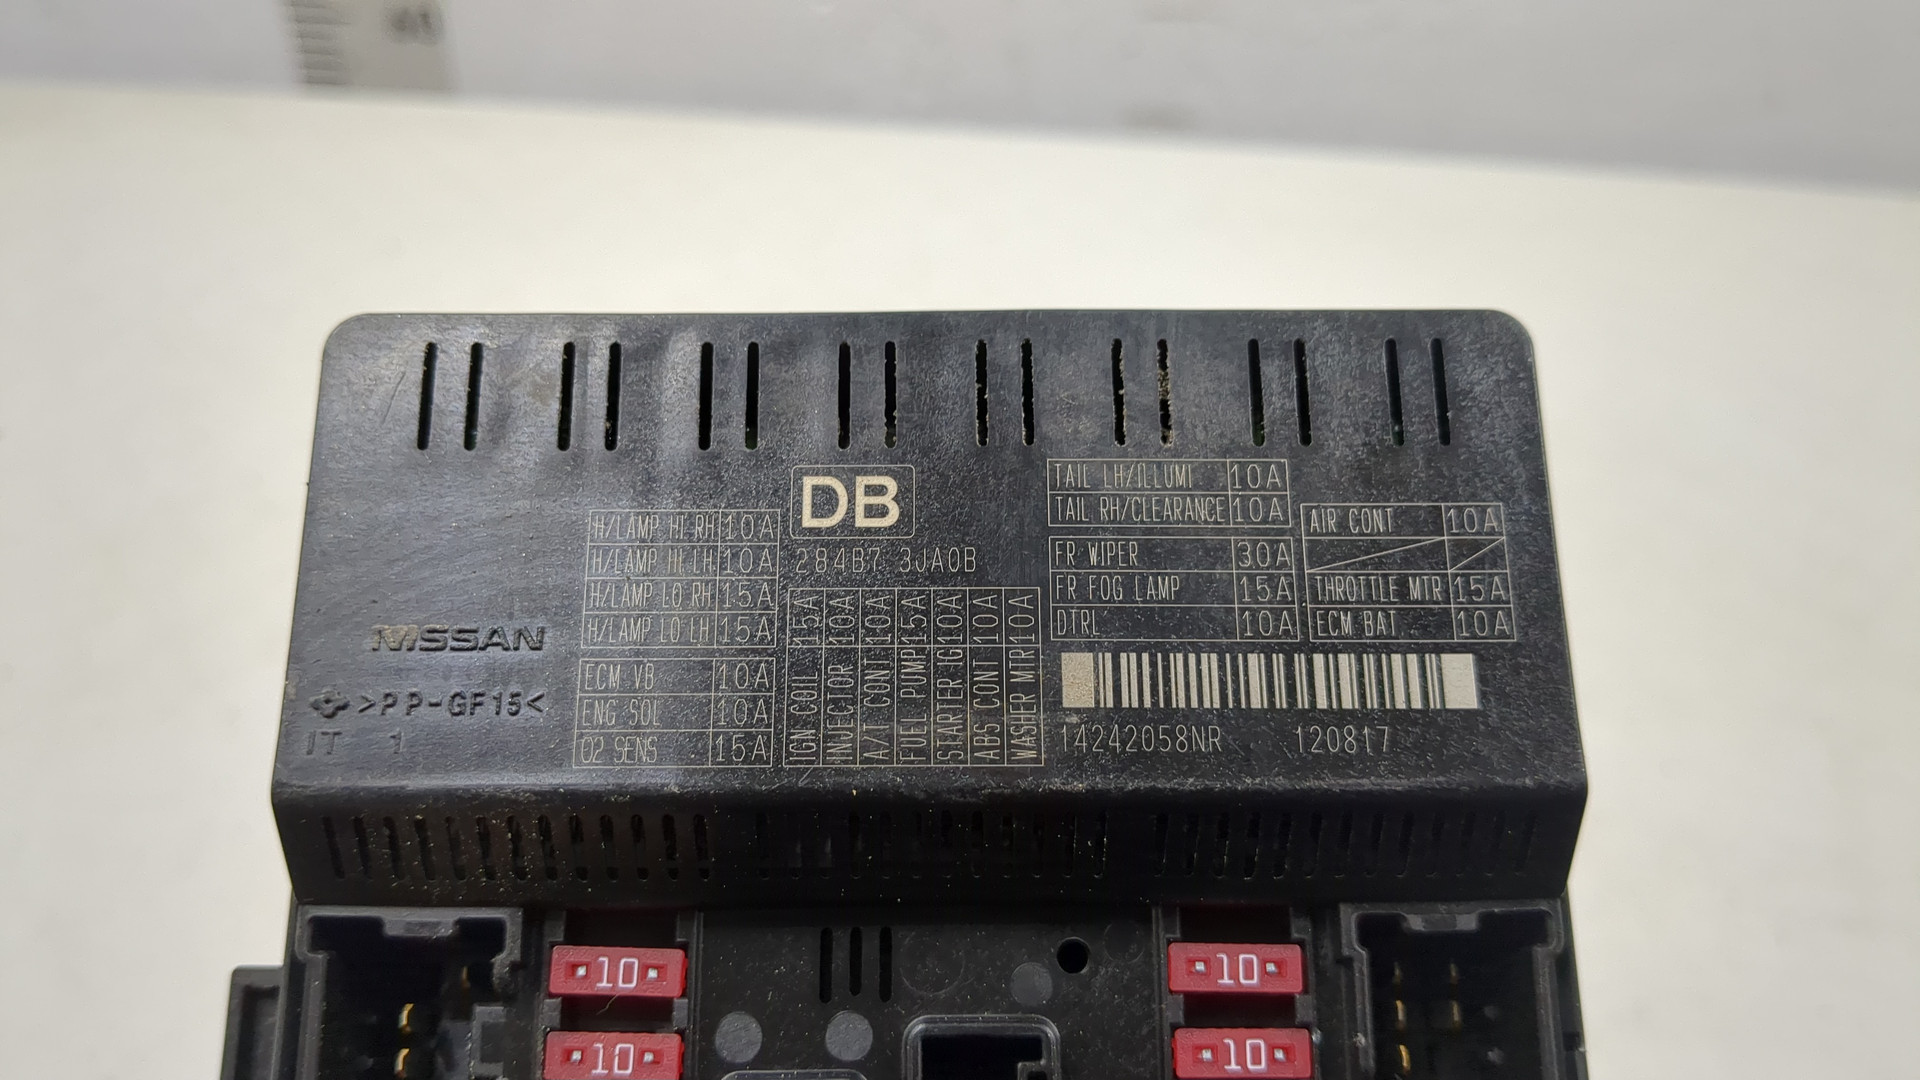 DB
284B7 3JA0B
H/LAMP HI RH 10A
H/LAMP HI LH 10A
H/LAMP LO RH 15A
H/LAMP LO LH 15A
ECM VB 10A
ENG SOL 10A
O2 SENS 15A
NISSAN
>PP-GF15<
IT 1
IGN COIL 15A
INJECTOR 10A
A/T CONT 10A
FUEL PUMP 15A
STARTER IG 10A
ABS CONT 10A
WASHER MTR 10A
TAIL LH/ILLUMI 10A
TAIL RH/CLEARANCE 10A
FR WIPER 30A
FR FOG LAMP 15A
DTRL 10A
AIR CONT 10A
THROTTLE MTR 15A
ECM BAT 10A
14242058NR 120817
10
10
10
10